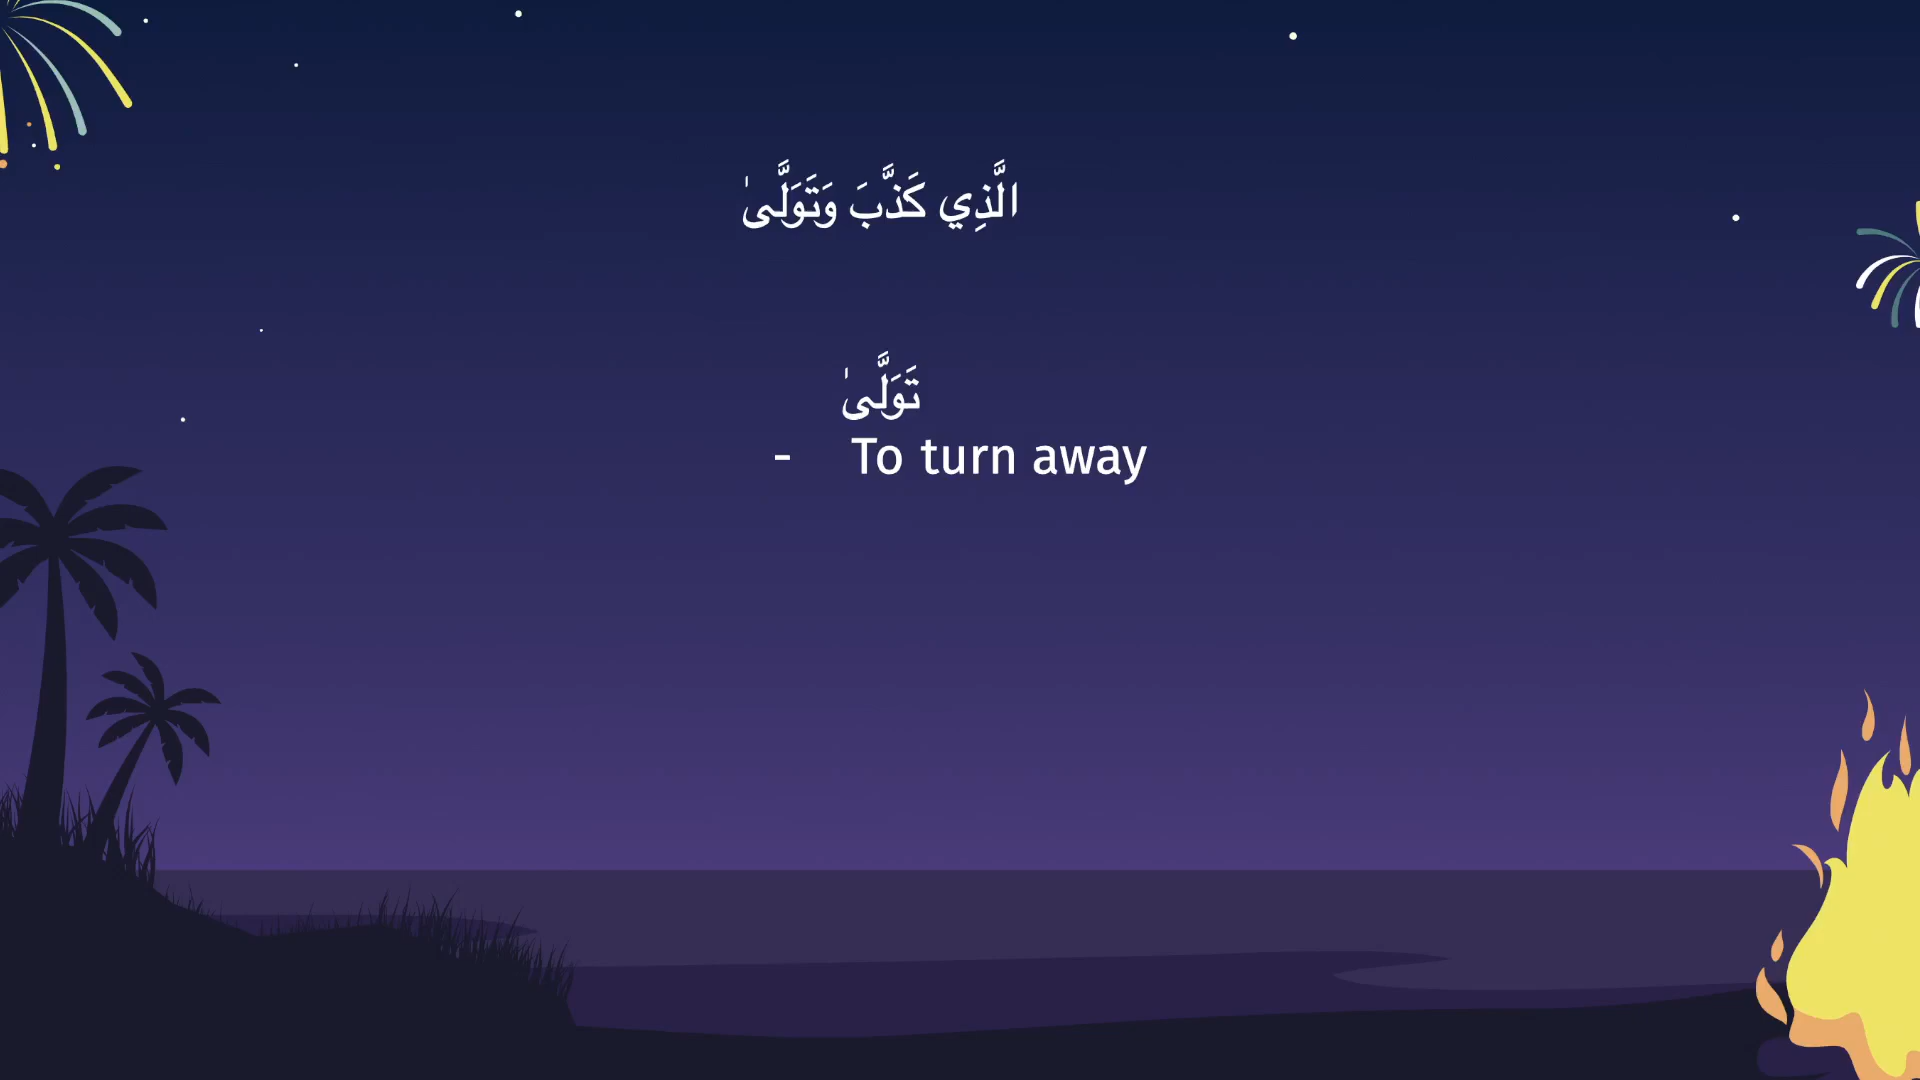 الَّذِي كَذَّبَ وَتَوَلَّىٰ
تَوَلَّىٰ
- To turn away